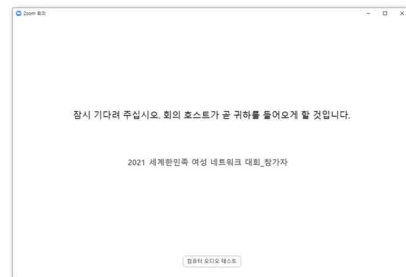 Zoom 회의
잠시 기다려 주십시오. 회의 호스트가 곧 귀하를 들어오게 할 것입니다.
2021 세계한민족 여성 네트워크 대회_참가자
컴퓨터 오디오 테스트